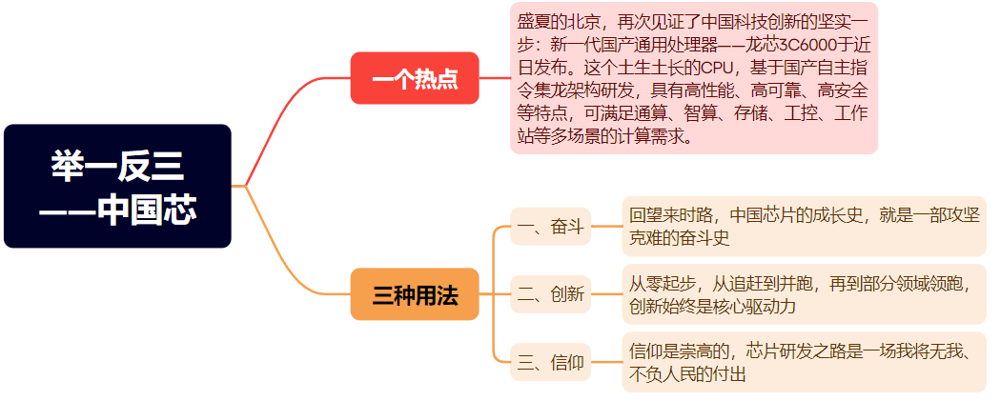 举一反三
——中国芯
一个热点
盛夏的北京，再次见证了中国科技创新的坚实一
步：新一代国产通用处理器——龙芯3C6000于近
日发布。这个土生土长的CPU，基于国产自主指
令集龙架构研发，具有高性能、高可靠、高安全
等特点，可满足通算、智算、存储、工控、工作
站等多场景的计算需求。
三种用法
一、奋斗
回望来时路，中国芯片的成长史，就是一部攻坚
克难的奋斗史
二、创新
从零起步，从追赶到并跑，再到部分领域领跑，
创新始终是核心驱动力
三、信仰
信仰是崇高的，芯片研发之路是一场我将无我、
不负人民的付出